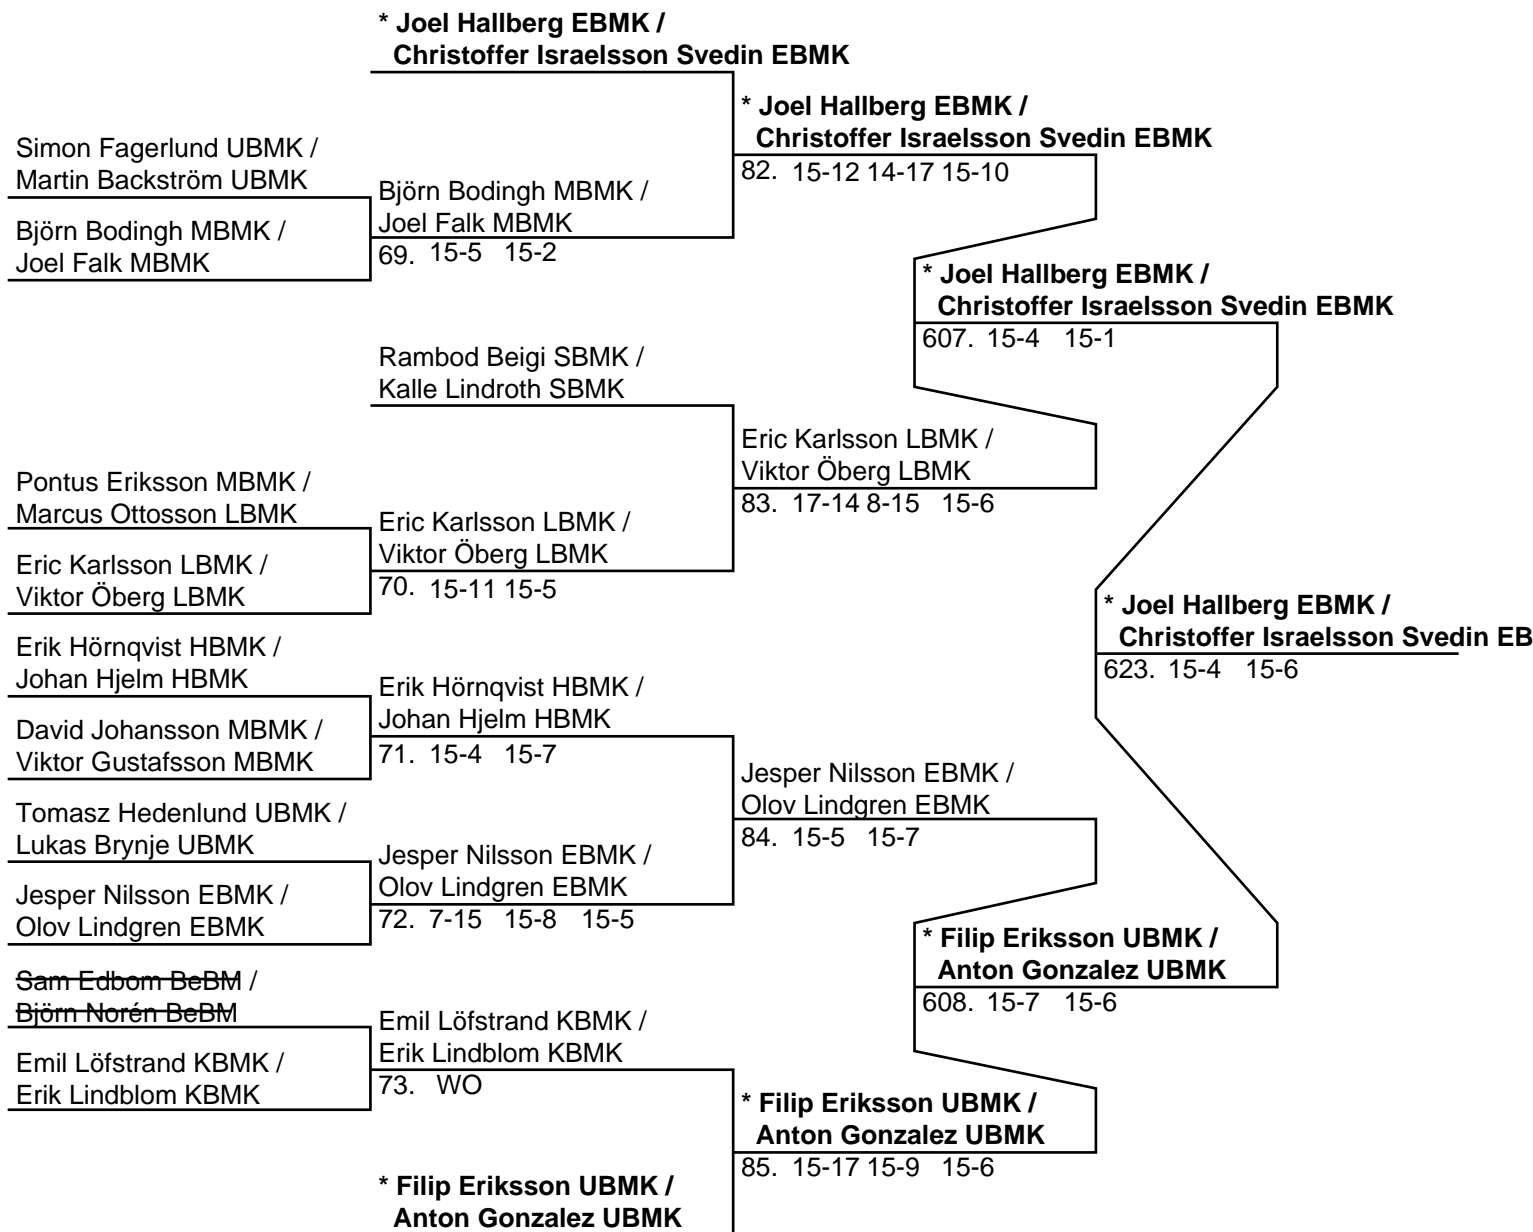 * Joel Hallberg EBMK /
Christoffer Israelsson Svedin EBMK
* Joel Hallberg EBMK /
Christoffer Israelsson Svedin EBMK
82. 15-12 14-17 15-10
Simon Fagerlund UBMK /
Martin Backström UBMK
Björn Bodingh MBMK /
Joel Falk MBMK
69. 15-5 15-2
Björn Bodingh MBMK /
Joel Falk MBMK
* Joel Hallberg EBMK /
Christoffer Israelsson Svedin EBMK
607. 15-4 15-1
Rambod Beigi SBMK /
Kalle Lindroth SBMK
Eric Karlsson LBMK /
Viktor Öberg LBMK
83. 17-14 8-15 15-6
Pontus Eriksson MBMK /
Marcus Ottosson LBMK
Eric Karlsson LBMK /
Viktor Öberg LBMK
70. 15-11 15-5
Eric Karlsson LBMK /
Viktor Öberg LBMK
* Joel Hallberg EBMK /
Christoffer Israelsson Svedin EB
623. 15-4 15-6
Erik Hörnqvist HBMK /
Johan Hjelm HBMK
Erik Hörnqvist HBMK /
Johan Hjelm HBMK
71. 15-4 15-7
David Johansson MBMK /
Viktor Gustafsson MBMK
Jesper Nilsson EBMK /
Olov Lindgren EBMK
84. 15-5 15-7
Tomasz Hedenlund UBMK /
Lukas Brynje UBMK
Jesper Nilsson EBMK /
Olov Lindgren EBMK
72. 7-15 15-8 15-5
Jesper Nilsson EBMK /
Olov Lindgren EBMK
* Filip Eriksson UBMK /
Anton Gonzalez UBMK
608. 15-7 15-6
Sam Edbom BeBM /
Björn Norén BeBM
Emil Löfstrand KBMK /
Erik Lindblom KBMK
73. WO
Emil Löfstrand KBMK /
Erik Lindblom KBMK
* Filip Eriksson UBMK /
Anton Gonzalez UBMK
85. 15-17 15-9 15-6
* Filip Eriksson UBMK /
Anton Gonzalez UBMK